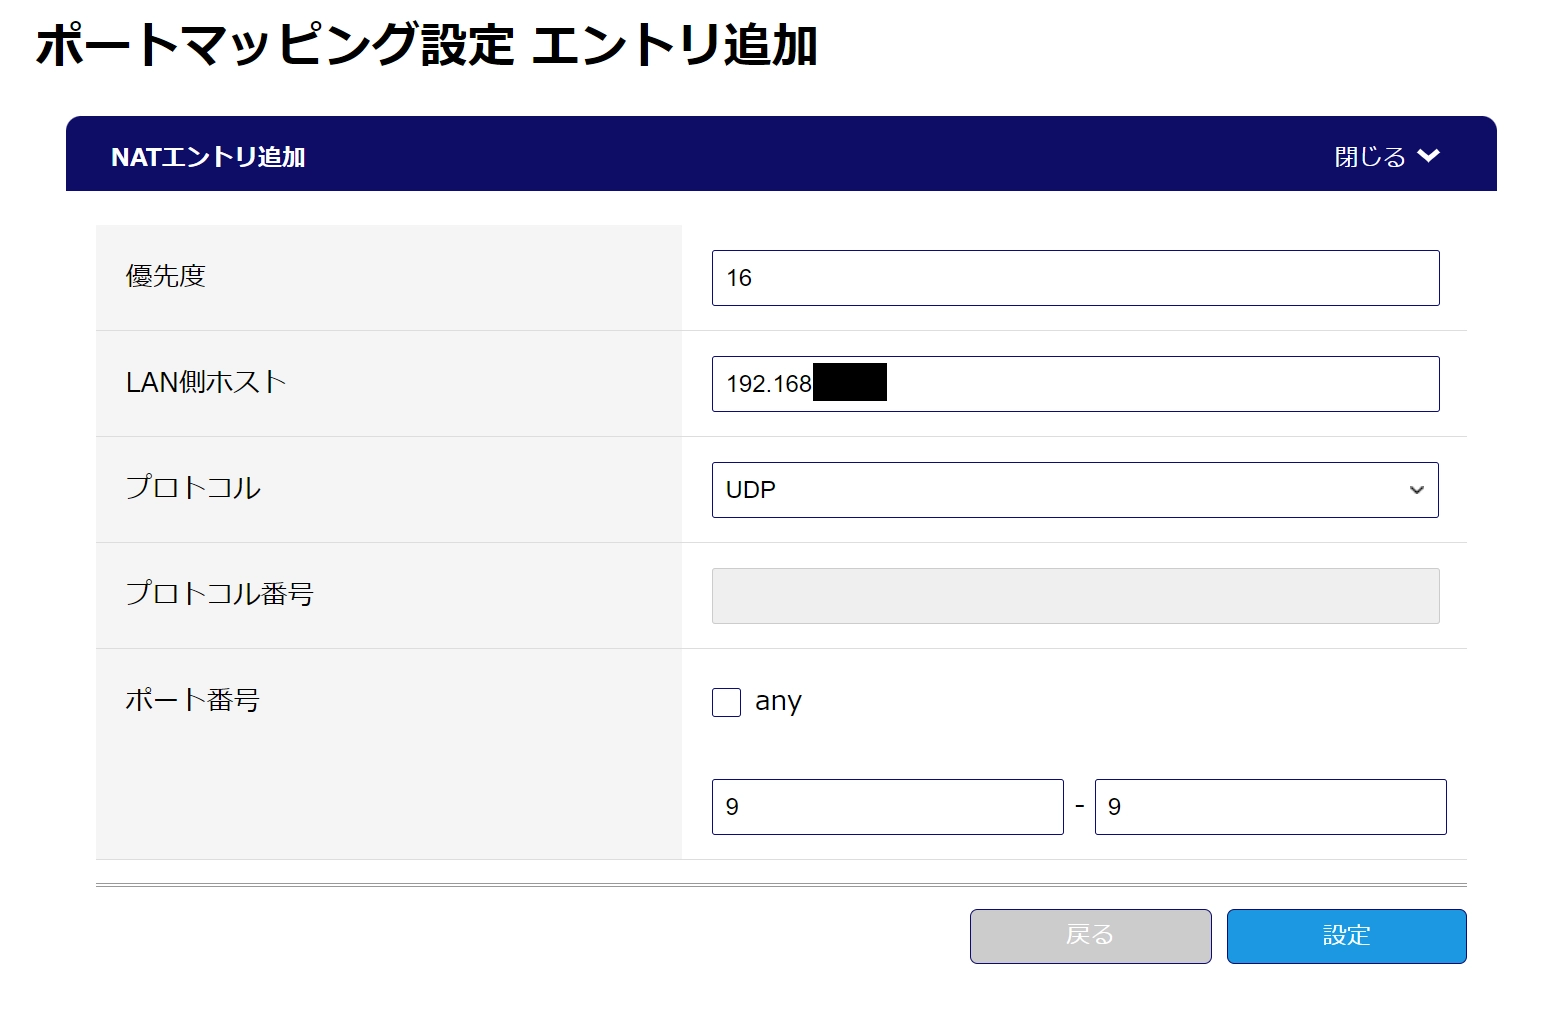 ポートマッピング設定 エントリ追加
NATエントリ追加
閉じる
優先度
16
LAN側ホスト
192.168
プロトコル
UDP
プロトコル番号
ポート番号
any
9 - 9
戻る
設定